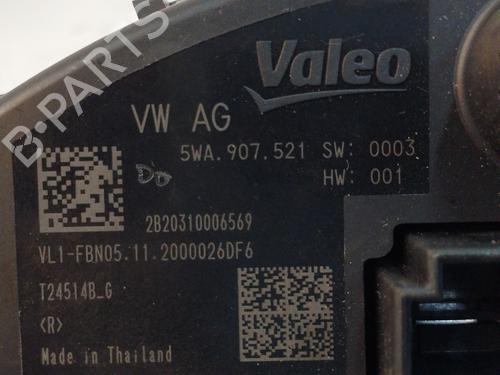 Valeo
VW AG
5WA.907.521 SW: 0003
HW: 001
DD
2B20310006569
VL1-FBN05.11.2000026DF6
T24514B_G
<R>
Made in Thailand
B-PARTS